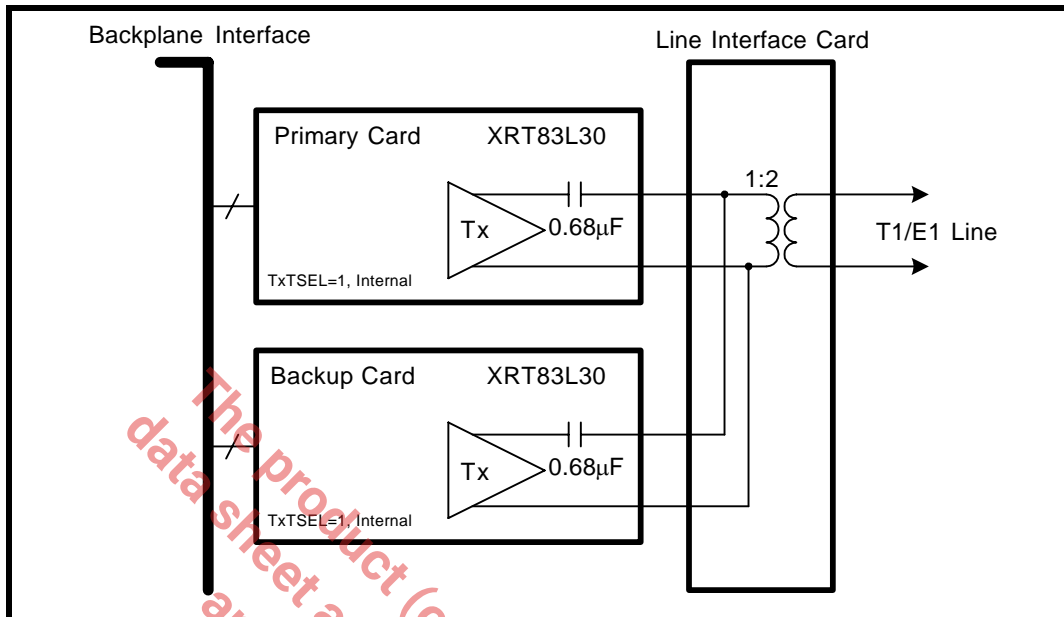 Backplane Interface
Line Interface Card
Primary Card XRT83L30
1:2
Tx
0.68μF
T1/E1 Line
TxTSEL=1, Internal
Backup Card XRT83L30
Tx
0.68μF
TxTSEL=1, Internal
The product (
data sheet a